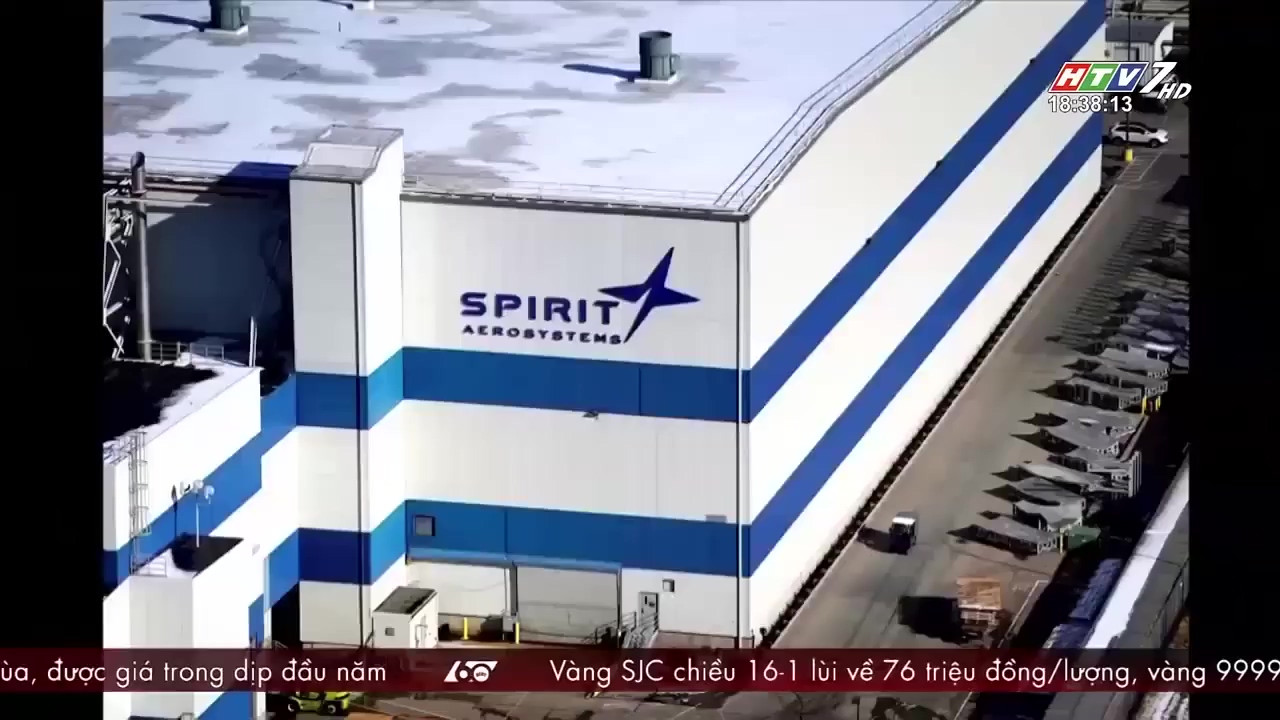 HTV7 HD
18:38:13
SPIRIT
AEROSYSTEMS
ùa, được giá trong dịp đầu năm 60 Vàng SJC chiều 16-1 lùi về 76 triệu đồng/lượng, vàng 9999